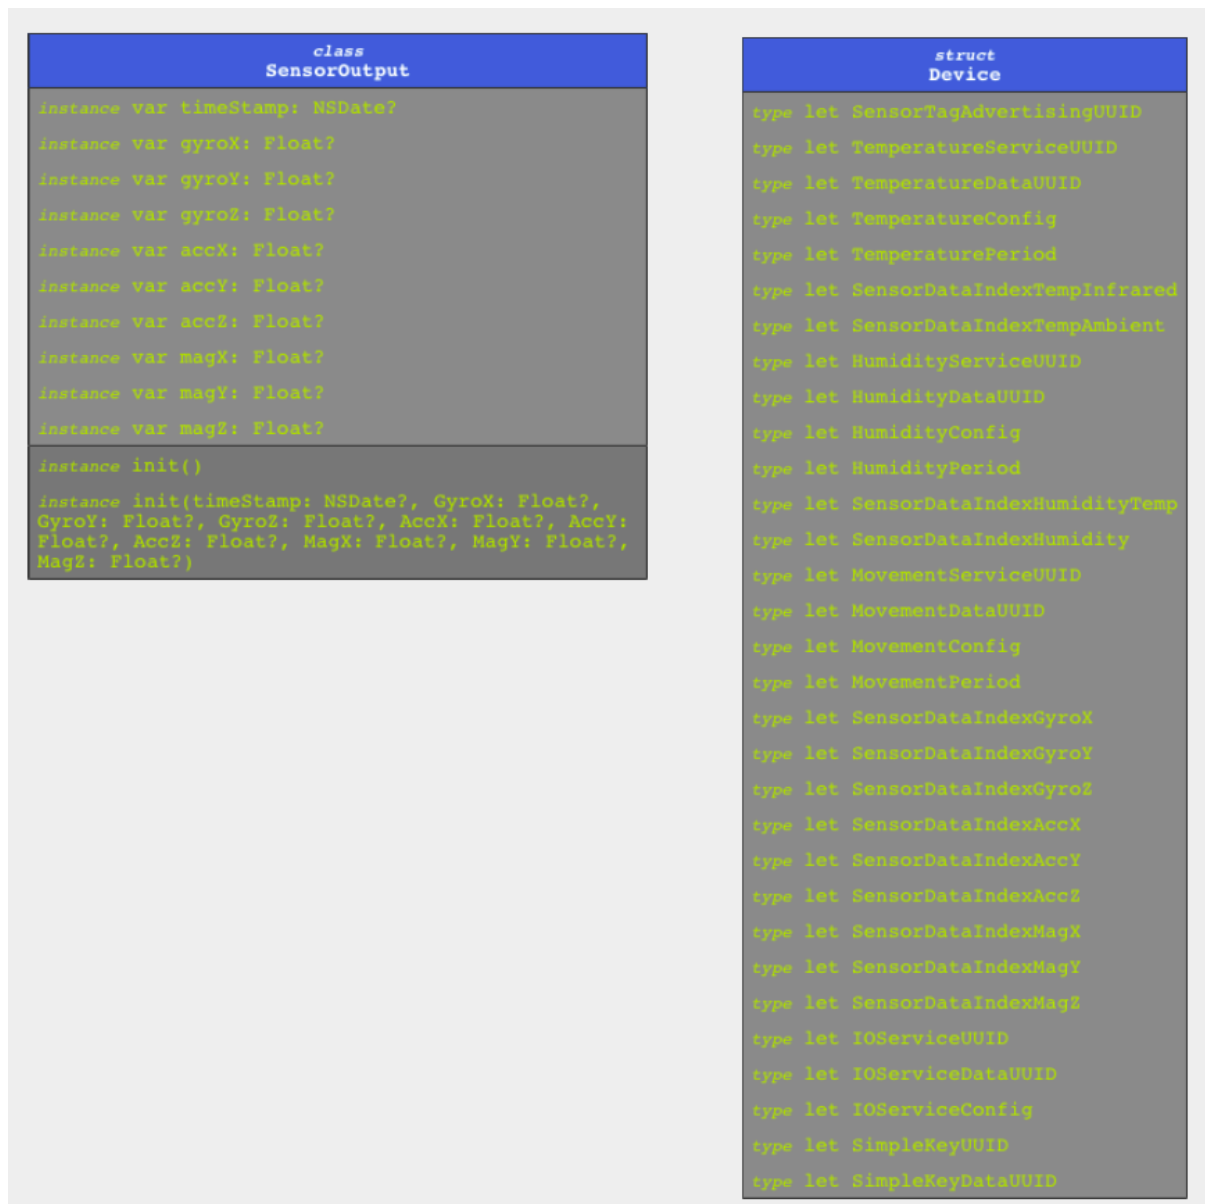 class
SensorOutput
instance var timeStamp: NSDate?
instance var gyroX: Float?
instance var gyroY: Float?
instance var gyroZ: Float?
instance var accX: Float?
instance var accY: Float?
instance var accZ: Float?
instance var magX: Float?
instance var magY: Float?
instance var magZ: Float?
instance init()
instance init(timeStamp: NSDate?, GyroX: Float?,
GyroY: Float?, GyroZ: Float?, AccX: Float?, AccY:
Float?, AccZ: Float?, MagX: Float?, MagY: Float?,
MagZ: Float?)
struct
Device
type let SensorTagAdvertisingUUID
type let TemperatureServiceUUID
type let TemperatureDataUUID
type let TemperatureConfig
type let TemperaturePeriod
type let SensorDataIndexTempInfrared
type let SensorDataIndexTempAmbient
type let HumidityServiceUUID
type let HumidityDataUUID
type let HumidityConfig
type let HumidityPeriod
type let SensorDataIndexHumidityTemp
type let SensorDataIndexHumidity
type let MovementServiceUUID
type let MovementDataUUID
type let MovementConfig
type let MovementPeriod
type let SensorDataIndexGyroX
type let SensorDataIndexGyroY
type let SensorDataIndexGyroZ
type let SensorDataIndexAccX
type let SensorDataIndexAccY
type let SensorDataIndexAccZ
type let SensorDataIndexMagX
type let SensorDataIndexMagY
type let SensorDataIndexMagZ
type let IOServiceUUID
type let IOServiceDataUUID
type let IOServiceConfig
type let SimpleKeyUUID
type let SimpleKeyDataUUID